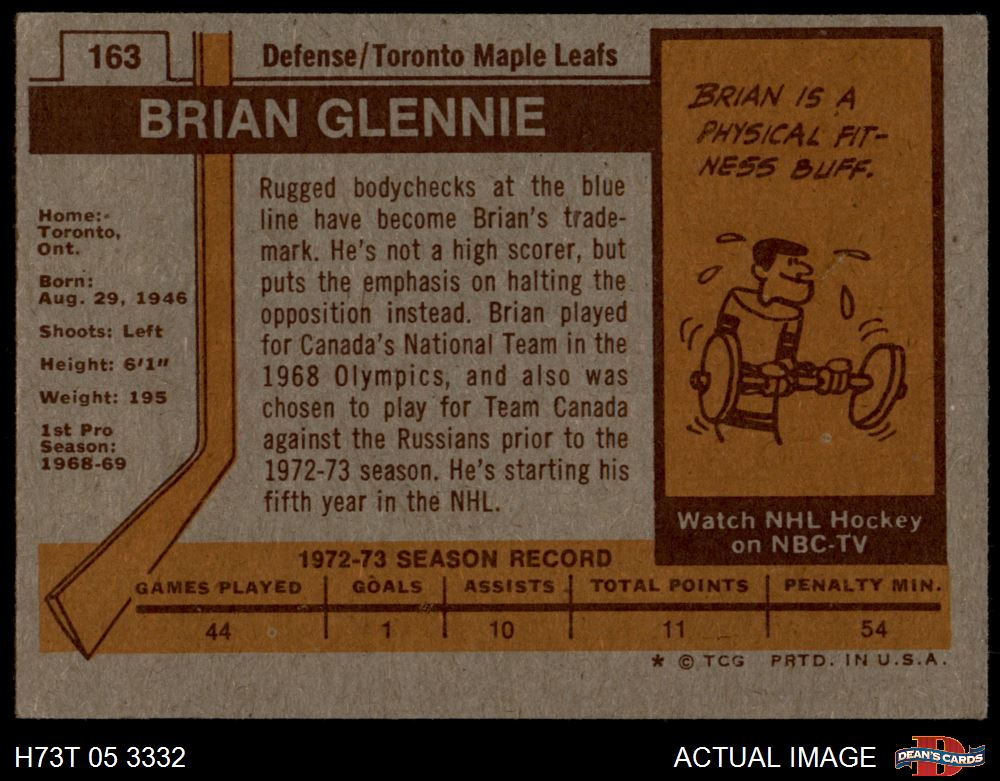 163
Defense/Toronto Maple Leafs
BRIAN GLENNIE
Home:-
Toronto,
Ont.
Born:
Aug. 29, 1946
Shoots: Left
Height: 6'1"
Weight: 195
1st Pro
Season:
1968-69
Rugged bodychecks at the blue
line have become Brian's trade-
mark. He's not a high scorer, but
puts the emphasis on halting the
opposition instead. Brian played
for Canada's National Team in the
1968 Olympics, and also was
chosen to play for Team Canada
against the Russians prior to the
1972-73 season. He's starting his
fifth year in the NHL.
BRIAN IS A
PHYSICAL FIT-
NESS BUFF.
Watch NHL Hockey
on NBC-TV
1972-73 SEASON RECORD
GAMES PLAYED GOALS ASSISTS TOTAL POINTS PENALTY MIN.
44 1 10 11 54
* © TCG PRTD. IN U.S.A.
H73T 05 3332 ACTUAL IMAGE
D
DEAN'S CARDS